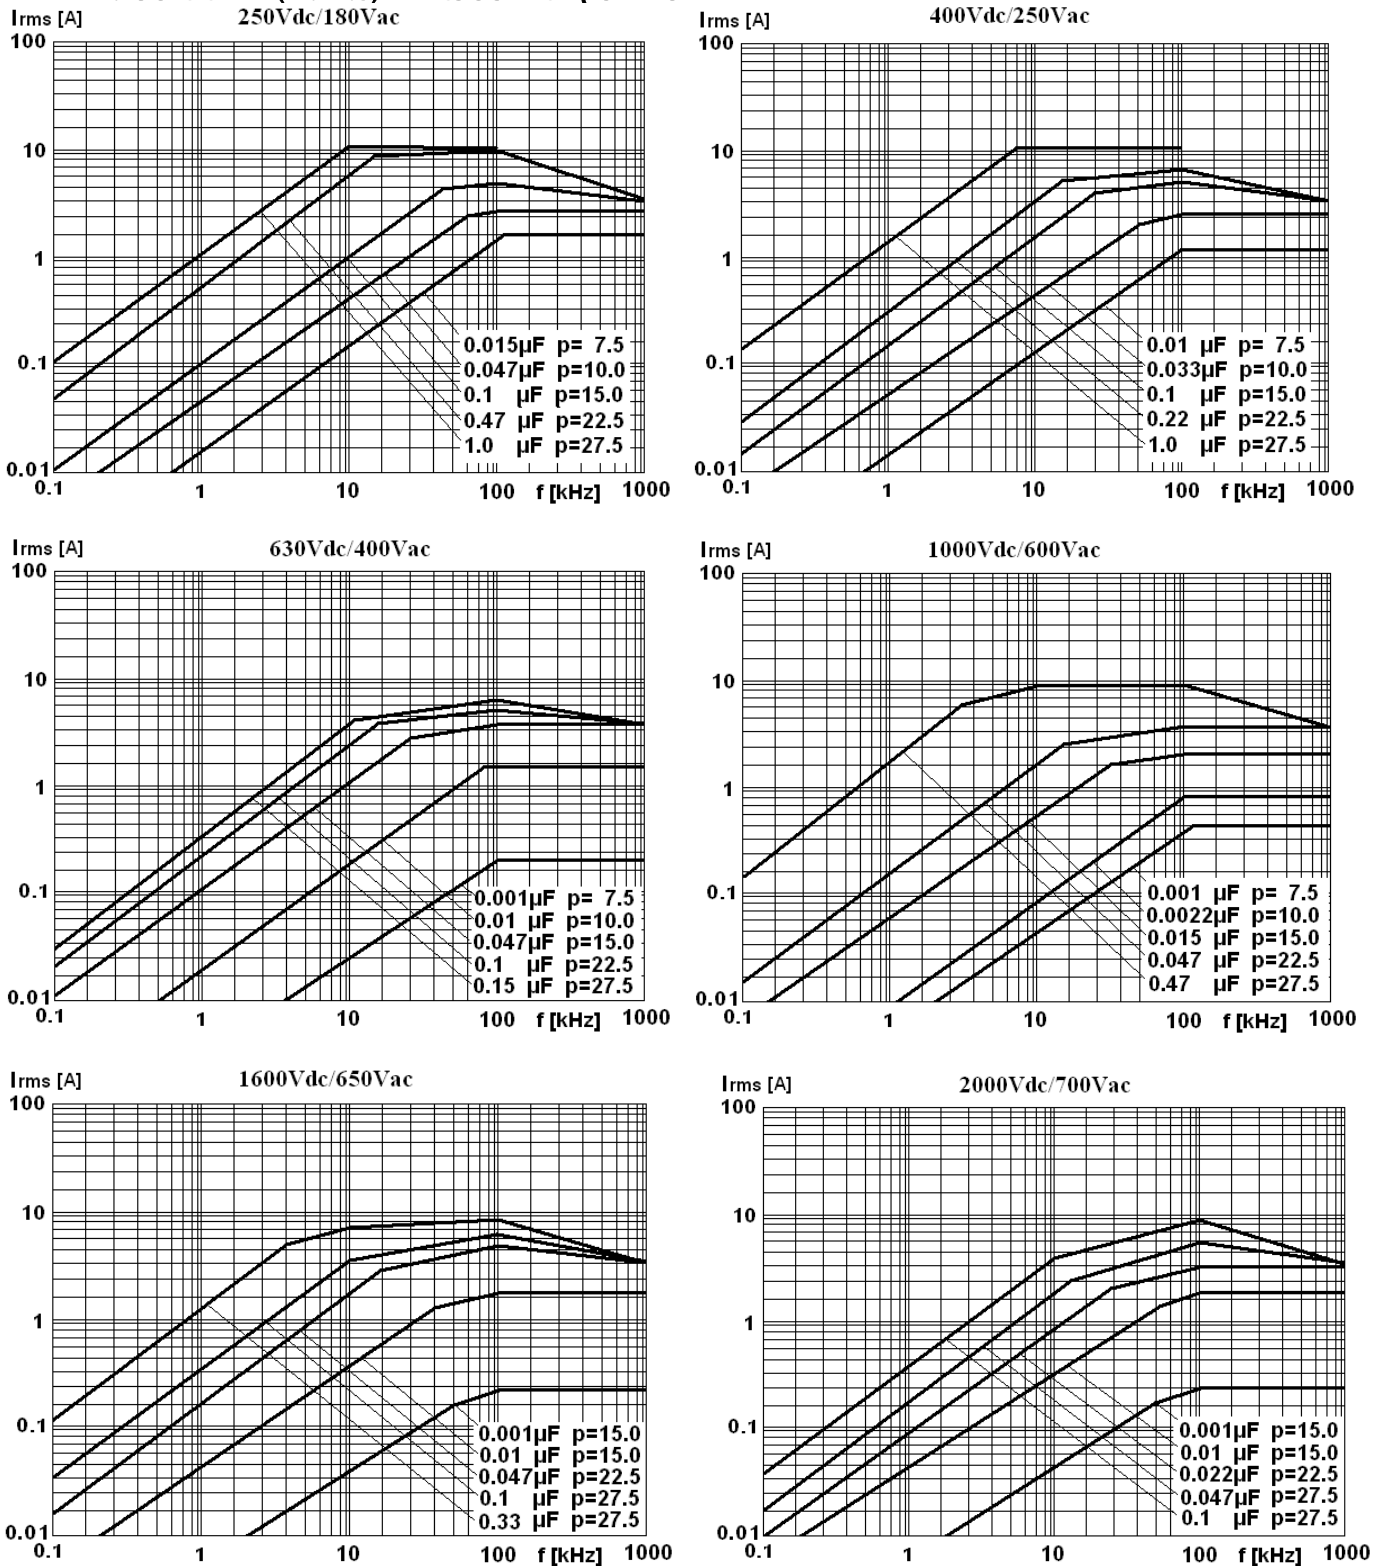 Irms [A]
250Vdc/180Vac
100
10
1
0.1
0.01
0.015µF p= 7.5
0.047µF p=10.0
0.1 µF p=15.0
0.47 µF p=22.5
1.0 µF p=27.5
0.1 1 10 100 f [kHz] 1000
Irms [A]
400Vdc/250Vac
100
10
1
0.1
0.01
0.01 µF p= 7.5
0.033µF p=10.0
0.1 µF p=15.0
0.22 µF p=22.5
1.0 µF p=27.5
0.1 1 10 100 f [kHz] 1000
Irms [A]
630Vdc/400Vac
100
10
1
0.1
0.01
0.001µF p= 7.5
0.01 µF p=10.0
0.047µF p=15.0
0.1 µF p=22.5
0.15 µF p=27.5
0.1 1 10 100 f [kHz] 1000
Irms [A]
1000Vdc/600Vac
100
10
1
0.1
0.01
0.001 µF p= 7.5
0.0022µF p=10.0
0.015 µF p=15.0
0.047 µF p=22.5
0.47 µF p=27.5
0.1 1 10 100 f [kHz] 1000
Irms [A]
1600Vdc/650Vac
100
10
1
0.1
0.01
0.001µF p=15.0
0.01 µF p=15.0
0.047µF p=22.5
0.1 µF p=27.5
0.33 µF p=27.5
0.1 1 10 100 f [kHz] 1000
Irms [A]
2000Vdc/700Vac
100
10
1
0.1
0.01
0.001µF p=15.0
0.01 µF p=15.0
0.022µF p=22.5
0.047µF p=27.5
0.1 µF p=27.5
0.1 1 10 100 f [kHz] 1000